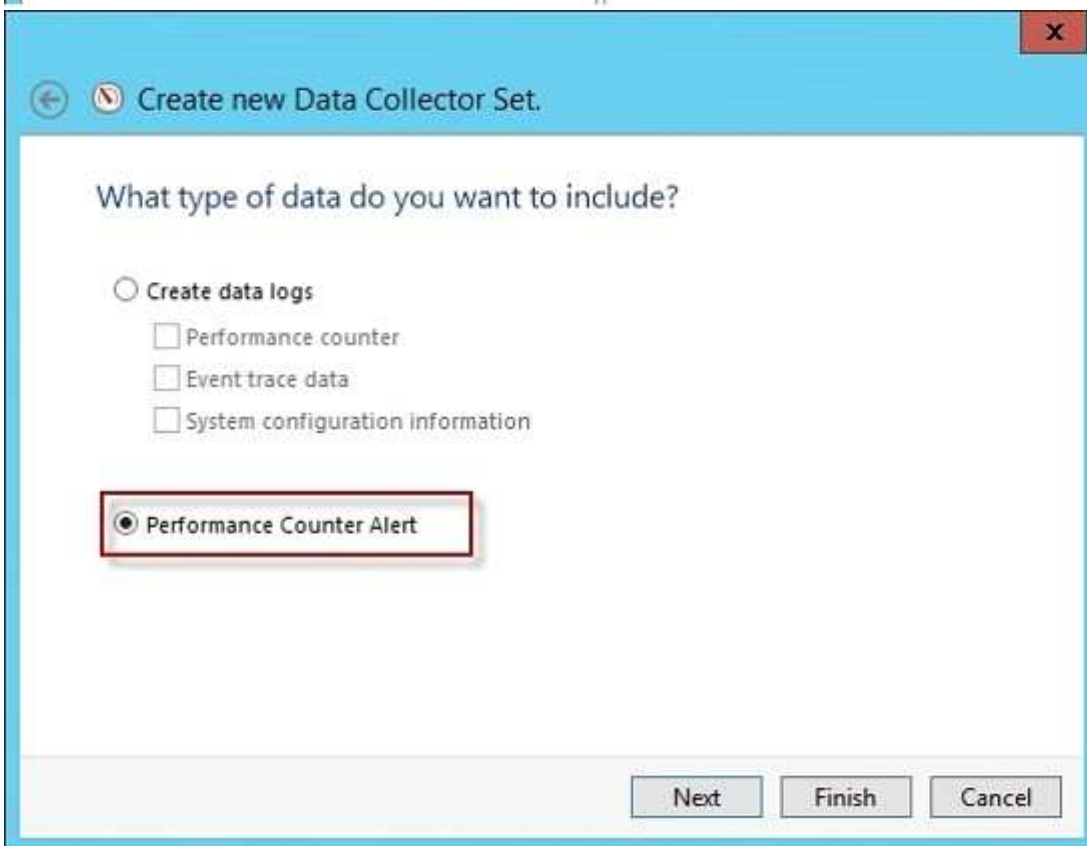 Create new Data Collector Set.
What type of data do you want to include?
Create data logs
Performance counter
Event trace data
System configuration information
Performance Counter Alert
Next Finish Cancel